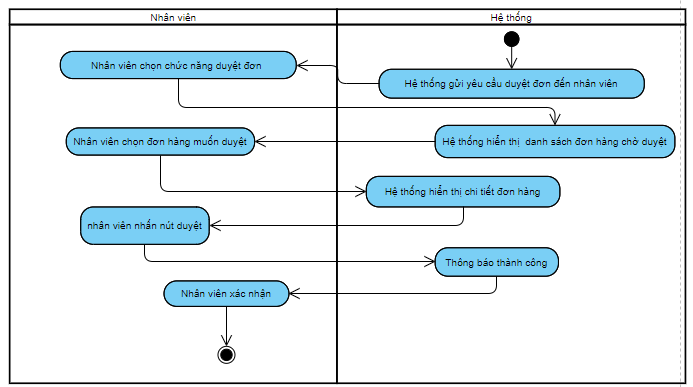 Nhân viên
Hệ thống
Nhân viên chọn chức năng duyệt đơn
Hệ thống gửi yêu cầu duyệt đơn đến nhân viên
Nhân viên chọn đơn hàng muốn duyệt
Hệ thống hiển thị danh sách đơn hàng chờ duyệt
Hệ thống hiển thị chi tiết đơn hàng
nhân viên nhấn nút duyệt
Thông báo thành công
Nhân viên xác nhận